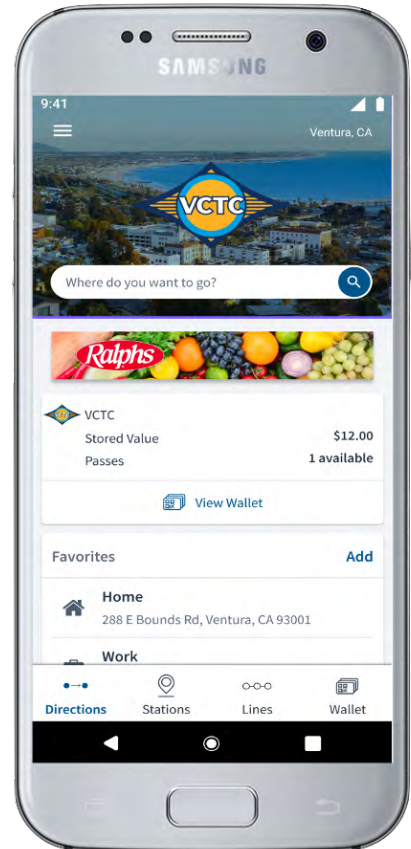 SAMSUNG
9:41
Ventura, CA
VCTC
Where do you want to go?
Ralphs
VCTC
Stored Value $12.00
Passes 1 available
View Wallet
Favorites Add
Home
288 E Bounds Rd, Ventura, CA 93001
Work
Directions Stations Lines Wallet